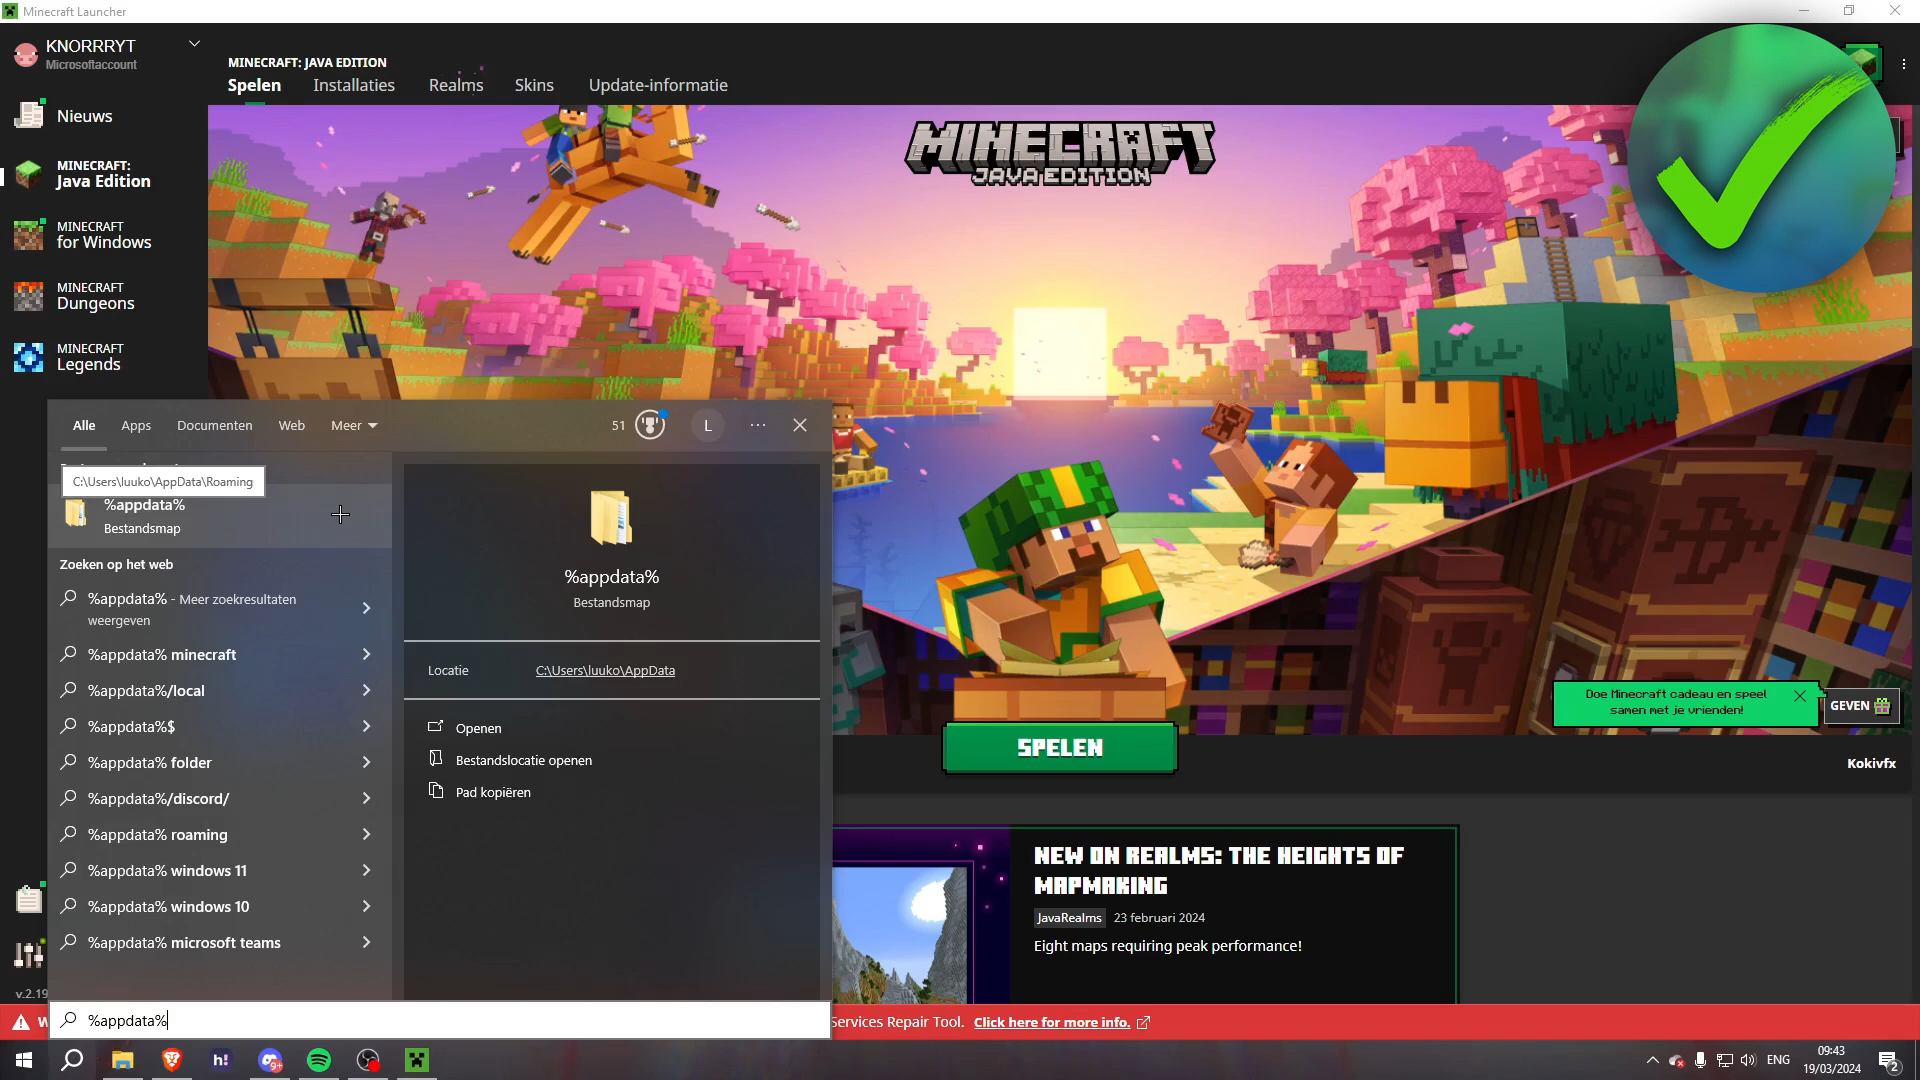 Minecraft Launcher
KNORRRYT
Microsoftaccount
MINECRAFT: JAVA EDITION
Spelen
Installaties
Realms
Skins
Update-informatie
Nieuws
MINECRAFT:
Java Edition
MINECRAFT
for Windows
MINECRAFT
Dungeons
MINECRAFT
Legends
MINECRAFT
JAVA EDITION
Alle
Apps
Documenten
Web
Meer
51
L
C:\Users\luuko\AppData\Roaming
%appdata%
Bestandsmap
Zoeken op het web
%appdata% - Meer zoekresultaten
weergeven
%appdata% minecraft
%appdata%/local
%appdata%$
%appdata% folder
%appdata%/discord/
%appdata% roaming
%appdata% windows 11
%appdata% windows 10
%appdata% microsoft teams
%appdata%
Bestandsmap
Locatie
C:\Users\luuko\AppData
Openen
Bestandslocatie openen
Pad kopiëren
Doe Minecraft cadeau en speel
samen met je vrienden!
GEVEN
SPELEN
Kokivfx
NEW ON REALMS: THE HEIGHTS OF
MAPMAKING
JavaRealms
23 februari 2024
Eight maps requiring peak performance!
v.2.19
Services Repair Tool. Click here for more info.
%appdata%
h!
9+
ENG
09:43
19/03/2024
2